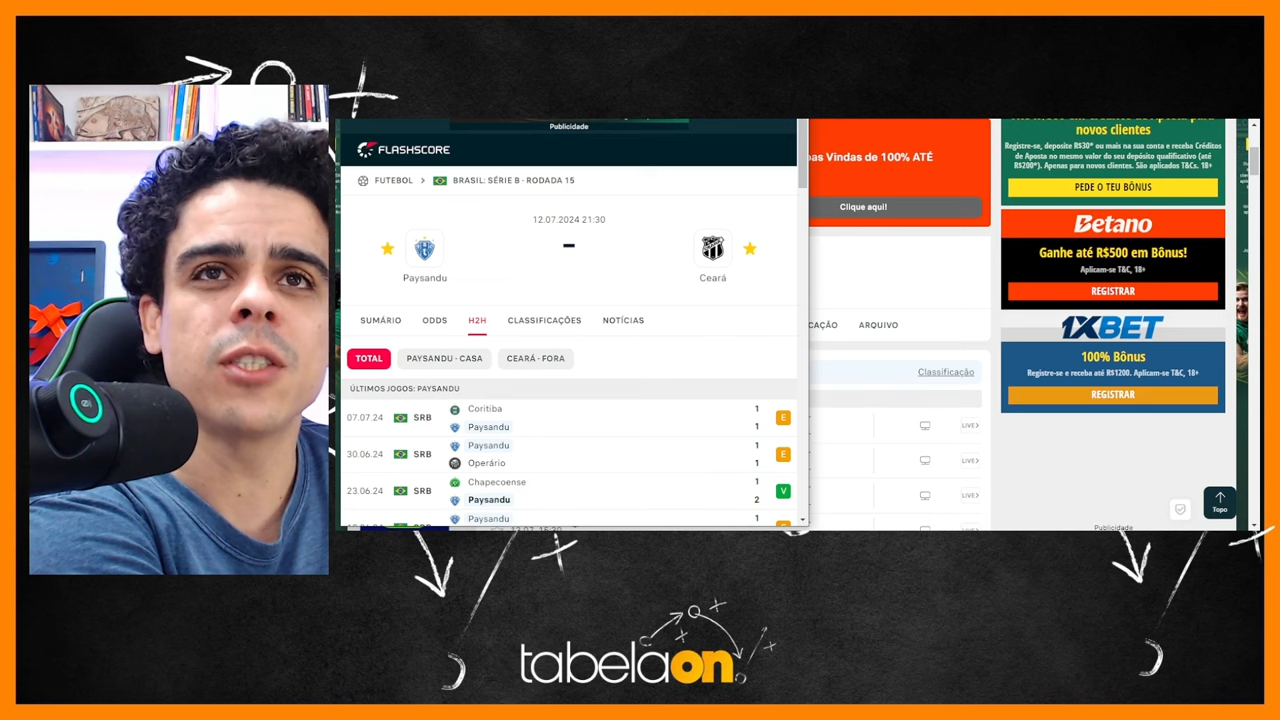 Publicidade
FLASHSCORE
FUTEBOL > BRASIL: SÉRIE B - RODADA 15
12.07.2024 21:30
-
Paysandu
Ceará
SUMÁRIO ODDS H2H CLASSIFICAÇÕES NOTÍCIAS
TOTAL PAYSANDU - CASA CEARÁ - FORA
ÚLTIMOS JOGOS: PAYSANDU
07.07.24 SRB Coritiba 1
Paysandu 1 E
30.06.24 SRB Paysandu 1
Operário 1 E
23.06.24 SRB Chapecoense 1
Paysandu 2 V
Paysandu 1
Vindas de 100% ATÉ
Clique aqui!
ARQUIVO
Classificação
LIVE
LIVE
LIVE
novos clientes
Registre-se, deposite R$30* ou mais na sua conta e receba Créditos
de Aposta no mesmo valor do seu depósito qualificativo (até
R$200*). Apenas para novos clientes. São aplicados T&Cs. 18+
PEDE O TEU BÔNUS
Betano
Ganhe até R$500 em Bônus!
Aplicam-se T&C, 18+
REGISTRAR
1XBET
100% Bônus
Registre-se e receba até R$1200. Aplicam-se T&C, 18+
REGISTRAR
Topo
Publicidade
tabelaon